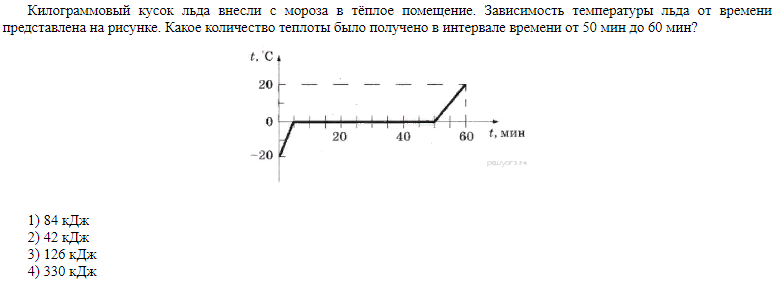 Килограммовый кусок льда внесли с мороза в тёплое помещение. Зависимость температуры льда от времени
представлена на рисунке. Какое количество теплоты было получено в интервале времени от 50 мин до 60 мин?
t, °C
20
0
20 40 60 t, мин
−20
1) 84 кДж
2) 42 кДж
3) 126 кДж
4) 330 кДж